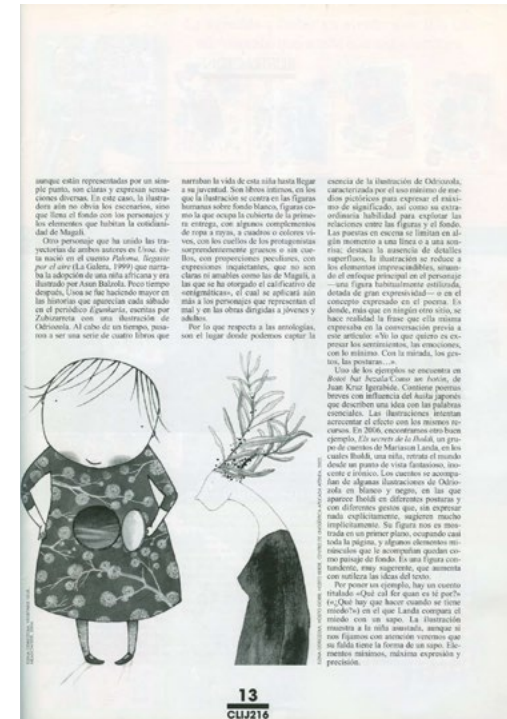 aunque están representadas por un sim-
ple punto, son claras y expresan sensa-
ciones diversas. En este caso, la ilustra-
dora aún no obvia los escenarios, sino
que llena el fondo con los personajes y
los elementos que habitan la cotidiani-
dad de Magali.
Otro personaje que ha unido las tra-
yectorias de ambos autores es Usoa, és-
ta nació en el cuento Paloma, llegaste
por el aire (La Galera, 1999) que narra-
ba la adopción de una niña africana y era
ilustrado por Asun Balzola. Poco tiempo
después, Usoa se fue haciendo mayor en
las historias que aparecían cada sábado
en el periódico Egunkaria, escritas por
Zubizarreta con una ilustración de
Odriozola. Al cabo de un tiempo, pasa-
ron a ser una serie de cuatro libros que
narraban la vida de esta niña hasta llegar
a su juventud. Son libros intensos, en los
que la ilustración se centra en las figuras
humanas sobre fondo blanco, figuras co-
mo la que ocupa la cubierta de la prime-
ra entrega, con algunos complementos
de ropa a rayas, a cuadros o colores vi-
vos, con los cuellos de los protagonistas
sorprendentemente gruesos o sin cue-
llos, con proporciones peculiares, con
expresiones inquietantes, que no son
claras ni amables como las de Magali, a
las que se ha otorgado el calificativo de
«enigmáticas», el cual se aplicará aún
más a los personajes que representan el
mal y en las obras dirigidas a jóvenes y
adultos.
Por lo que respecta a las antologías,
son el lugar donde podemos captar la
esencia de la ilustración de Odriozola,
caracterizada por el uso mínimo de me-
dios pictóricos para expresar el máxi-
mo de significado, así como su extra-
ordinaria habilidad para explotar las
relaciones entre las figuras y el fondo.
Las puestas en escena se limitan en al-
gún momento a una línea o a una son-
risa; destaca la ausencia de detalles
superfluos, la ilustración se reduce a
los elementos imprescindibles, situan-
do el enfoque principal en el personaje
—una figura habitualmente estilizada,
dotada de gran expresividad— o en el
concepto expresado en el poema. Es
donde, más que en ningún otro sitio, se
hace realidad la frase que ella misma
expresaba en la conversación previa a
este artículo: «Yo lo que quiero es ex-
presar los sentimientos, las emociones,
con lo mínimo. Con la mirada, los ges-
tos, las posturas...».
Uno de los ejemplos se encuentra en
Botoi bat bezala/Como un botón, de
Juan Kruz Igerabide. Contiene poemas
breves con influencia del haiku japonés
que describen una idea con las palabras
esenciales. Las ilustraciones intentan
acrecentar el efecto con los mismos re-
cursos. En 2006, encontramos otro buen
ejemplo, Els secrets de la Iholdi, un gru-
po de cuentos de Mariasun Landa, en los
cuales Iholdi, una niña, retrata el mundo
desde un punto de vista fantasioso, ino-
cente e irónico. Los cuentos se acompa-
ñan de algunas ilustraciones de Odrio-
zola en blanco y negro, en las que
aparece Iholdi en diferentes posturas y
con diferentes gestos que, sin expresar
nada explícitamente, sugieren mucho
implícitamente. Su figura nos es mos-
trada en un primer plano, ocupando casi
toda la página, y algunos elementos mi-
núsculos que le acompañan quedan co-
mo paisaje de fondo. Es una figura con-
tundente, muy sugerente, que aumenta
con sutileza las ideas del texto.
Por poner un ejemplo, hay un cuento
titulado «Què cal fer quan es té por?»
(«¿Qué hay que hacer cuando se tiene
miedo?») en el que Landa compara el
miedo con un sapo. La ilustración
muestra a la niña asustada, aunque si
nos fijamos con atención veremos que
su falda tiene la forma de un sapo. Ele-
mentos mínimos, máxima expresión y
precisión.
13
CLIJ216